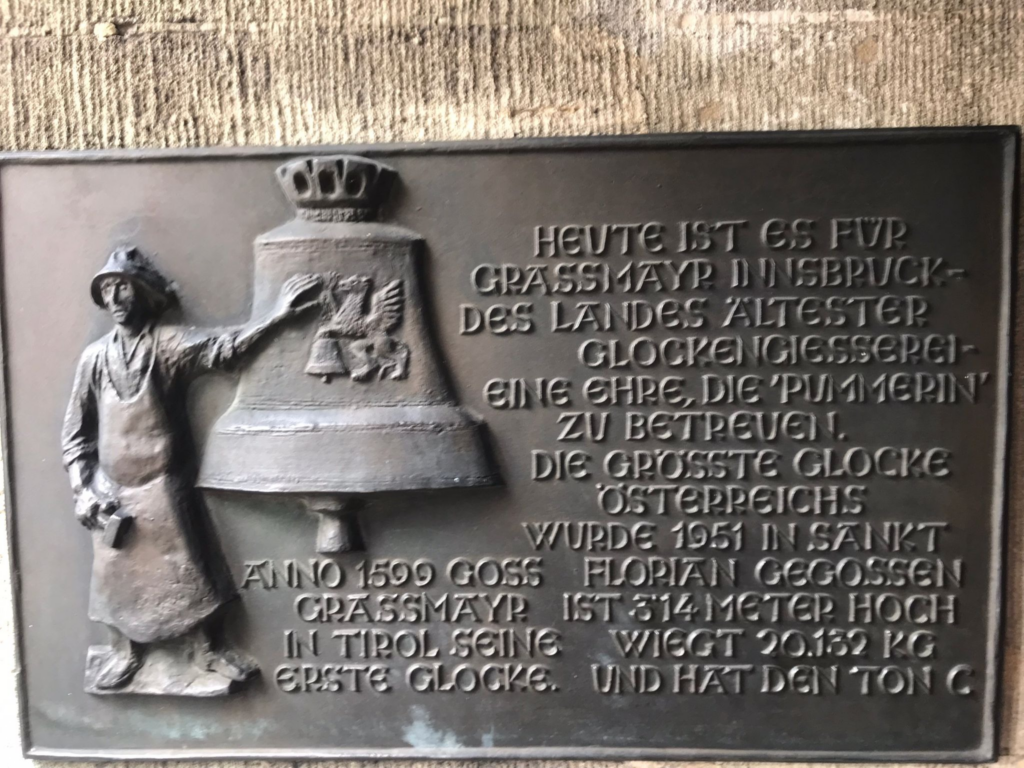 HEUTE IST ES FÜR
GRASSMAYR INNSBRUCK-
DES LANDES ÄLTESTER
GLOCKENGIESSEREI-
EINE EHRE, DIE 'PUMMERIN'
ZU BETREUEN.
DIE GRÖSSTE GLOCKE
ÖSTERREICHS
WURDE 1951 IN SANKT
FLORIAN GEGOSSEN
IST 3'14 METER HOCH
WIEGT 20.132 KG
UND HAT DEN TON C
ANNO 1599 GOSS
GRASSMAYR
IN TIROL SEINE
ERSTE GLOCKE.